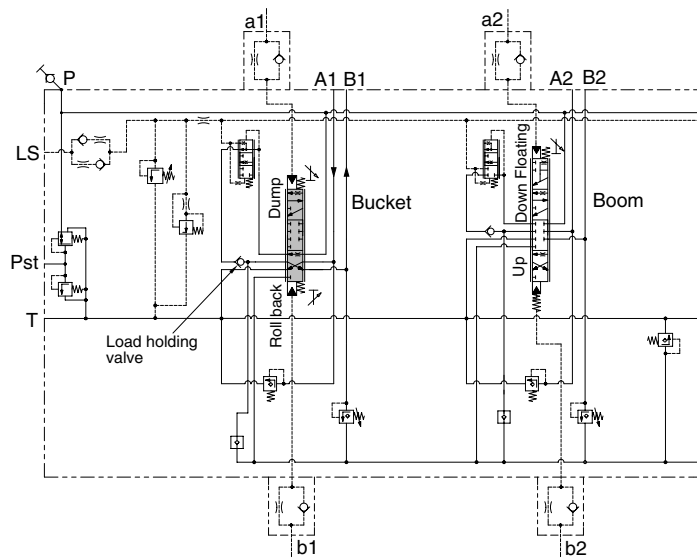 a1
a2
P
A1
B1
A2
B2
LS
Dump
Down Floating
Bucket
Boom
Pst
Up
Roll back
T
Load holding
valve
b1
b2